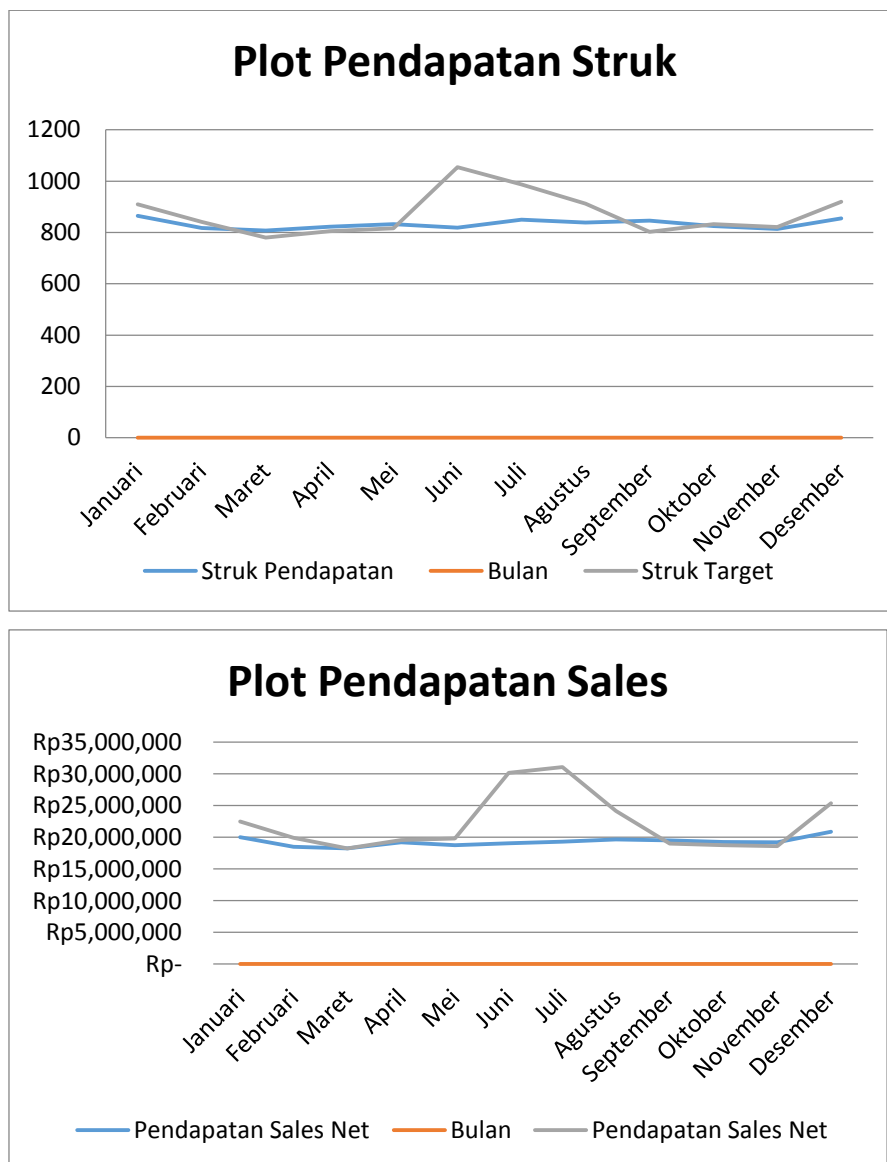 Plot Pendapatan Struk
1200
1000
800
600
400
200
0
Januari
Februari
Maret
April
Mei
Juni
Juli
Agustus
September
Oktober
November
Desember
Struk Pendapatan Bulan Struk Target
Plot Pendapatan Sales
Rp35,000,000
Rp30,000,000
Rp25,000,000
Rp20,000,000
Rp15,000,000
Rp10,000,000
Rp5,000,000
Rp-
Januari
Februari
Maret
April
Mei
Juni
Juli
Agustus
September
Oktober
November
Desember
Pendapatan Sales Net Bulan Pendapatan Sales Net